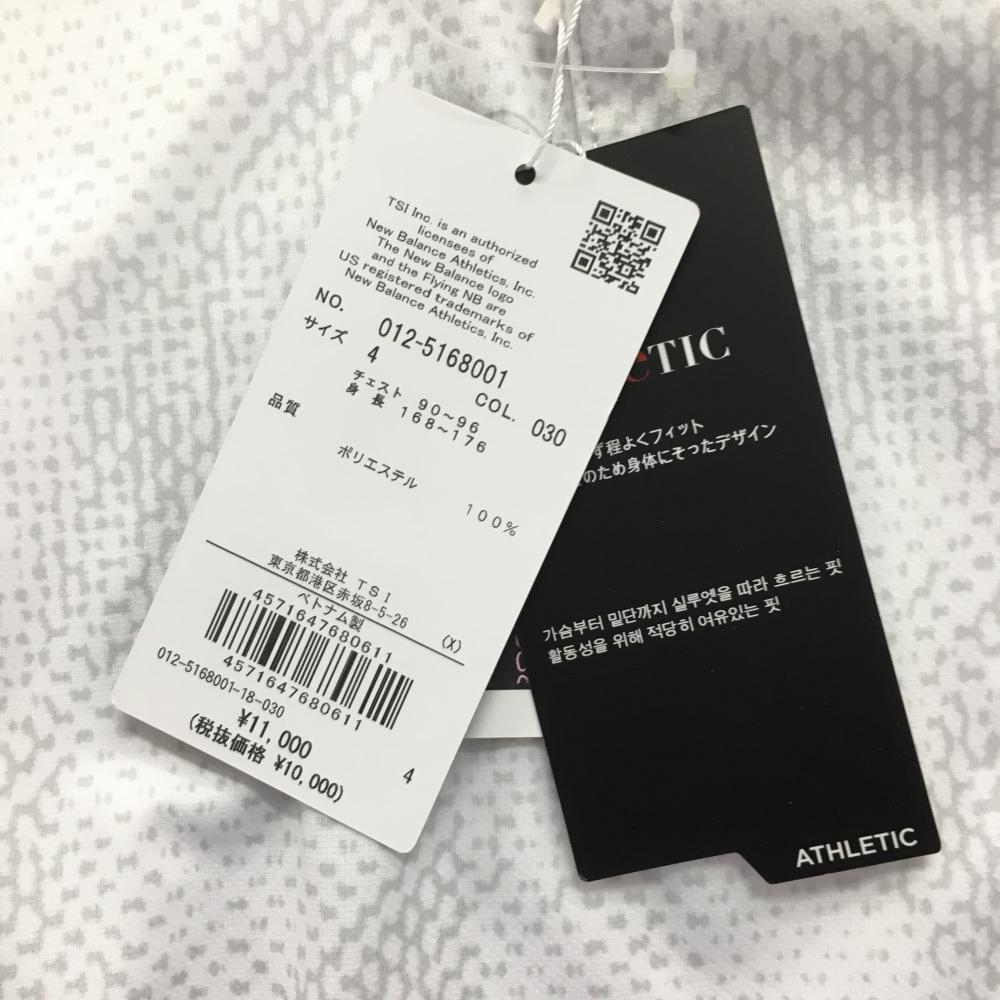 TSI Inc. is an authorized
licensees of
New Balance Athletics, Inc.
The New Balance logo
and the Flying NB are
US registered trademarks of
New Balance Athletics, Inc.
NO. 012-5168001
サイズ 4 COL. 030
チェスト 90~96
身長 168~176
品質
ポリエステル 100%
株式会社 TSI
東京都港区赤坂8-5-26
ベトナム製 (X)
4571647680611
4571647680611
012-5168001-18-030
¥11,000
(税抜価格 ¥10,000)
4
eTIC
ず程よくフィット
のため身体にそったデザイン
가슴부터 밑단까지 실루엣을 따라 흐르는 핏
활동성을 위해 적당히 여유있는 핏
ATHLETIC